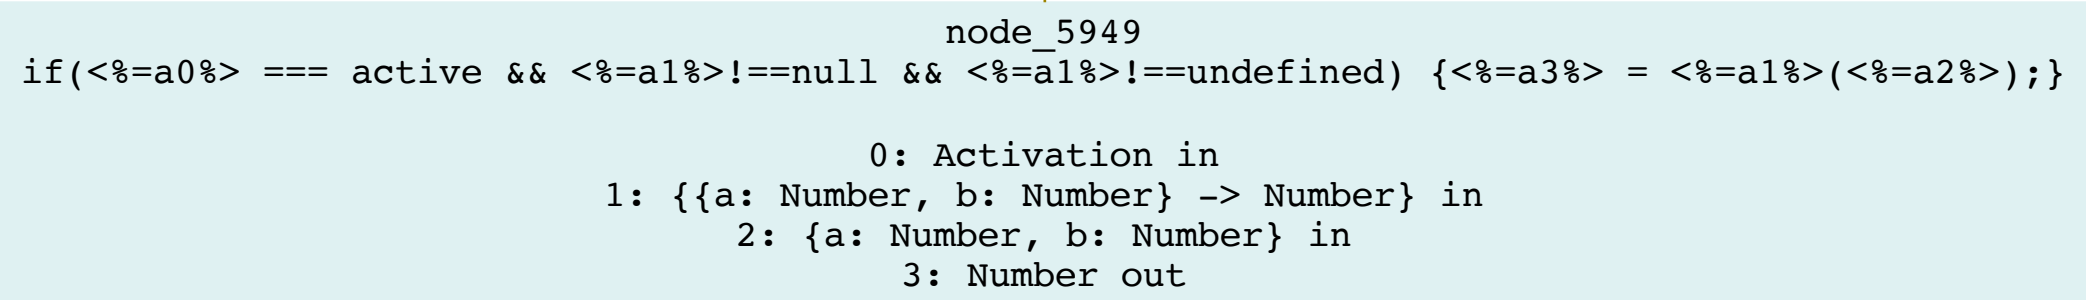 node_5949
if(<%=a0%> === active && <%=a1%>!==null && <%=a1%>!==undefined) {<%=a3%> = <%=a1%>(<%=a2%>);}
0: Activation in
1: {{a: Number, b: Number} -> Number} in
2: {a: Number, b: Number} in
3: Number out